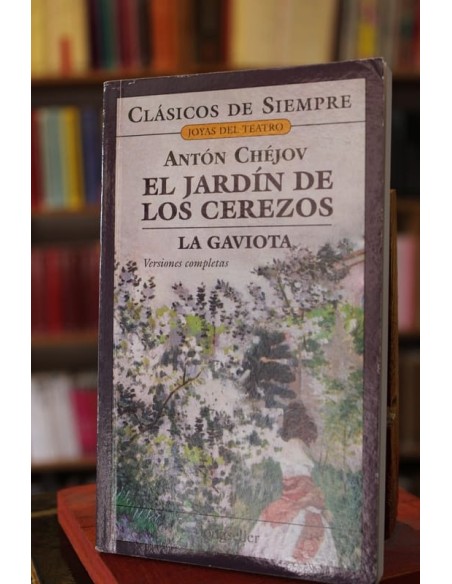 CLÁSICOS DE SIEMPRE
JOYAS DEL TEATRO
ANTÓN CHÉJOV
EL JARDÍN DE
LOS CEREZOS
LA GAVIOTA
Versiones completas